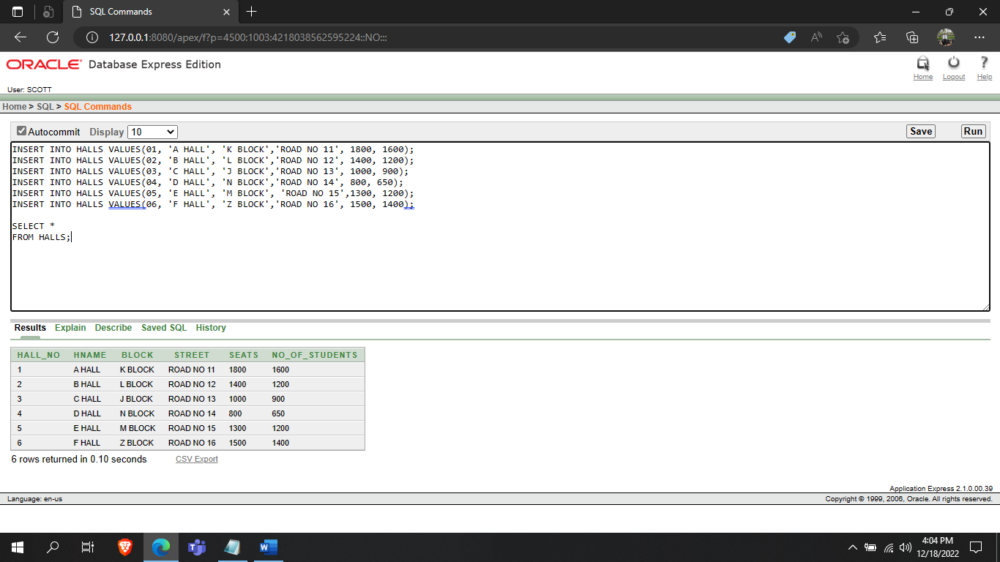 SQL Commands
127.0.0.1:8080/apex/f?p=4500:1003:4218038562595224::NO:::
ORACLE Database Express Edition
Home Logout Help
User: SCOTT
Home > SQL > SQL Commands
Autocommit Display 10 Save Run
INSERT INTO HALLS VALUES(01, 'A HALL', 'K BLOCK','ROAD NO 11', 1800, 1600);
INSERT INTO HALLS VALUES(02, 'B HALL', 'L BLOCK','ROAD NO 12', 1400, 1200);
INSERT INTO HALLS VALUES(03, 'C HALL', 'J BLOCK','ROAD NO 13', 1000, 900);
INSERT INTO HALLS VALUES(04, 'D HALL', 'N BLOCK','ROAD NO 14', 800, 650);
INSERT INTO HALLS VALUES(05, 'E HALL', 'M BLOCK', 'ROAD NO 15',1300, 1200);
INSERT INTO HALLS VALUES(06, 'F HALL', 'Z BLOCK','ROAD NO 16', 1500, 1400);
SELECT *
FROM HALLS;
Results Explain Describe Saved SQL History
HALL_NO HNAME BLOCK STREET SEATS NO_OF_STUDENTS
1 A HALL K BLOCK ROAD NO 11 1800 1600
2 B HALL L BLOCK ROAD NO 12 1400 1200
3 C HALL J BLOCK ROAD NO 13 1000 900
4 D HALL N BLOCK ROAD NO 14 800 650
5 E HALL M BLOCK ROAD NO 15 1300 1200
6 F HALL Z BLOCK ROAD NO 16 1500 1400
6 rows returned in 0.10 seconds CSV Export
Application Express 2.1.0.00.39
Language: en-us Copyright © 1999, 2006, Oracle. All rights reserved.
4:04 PM
12/18/2022